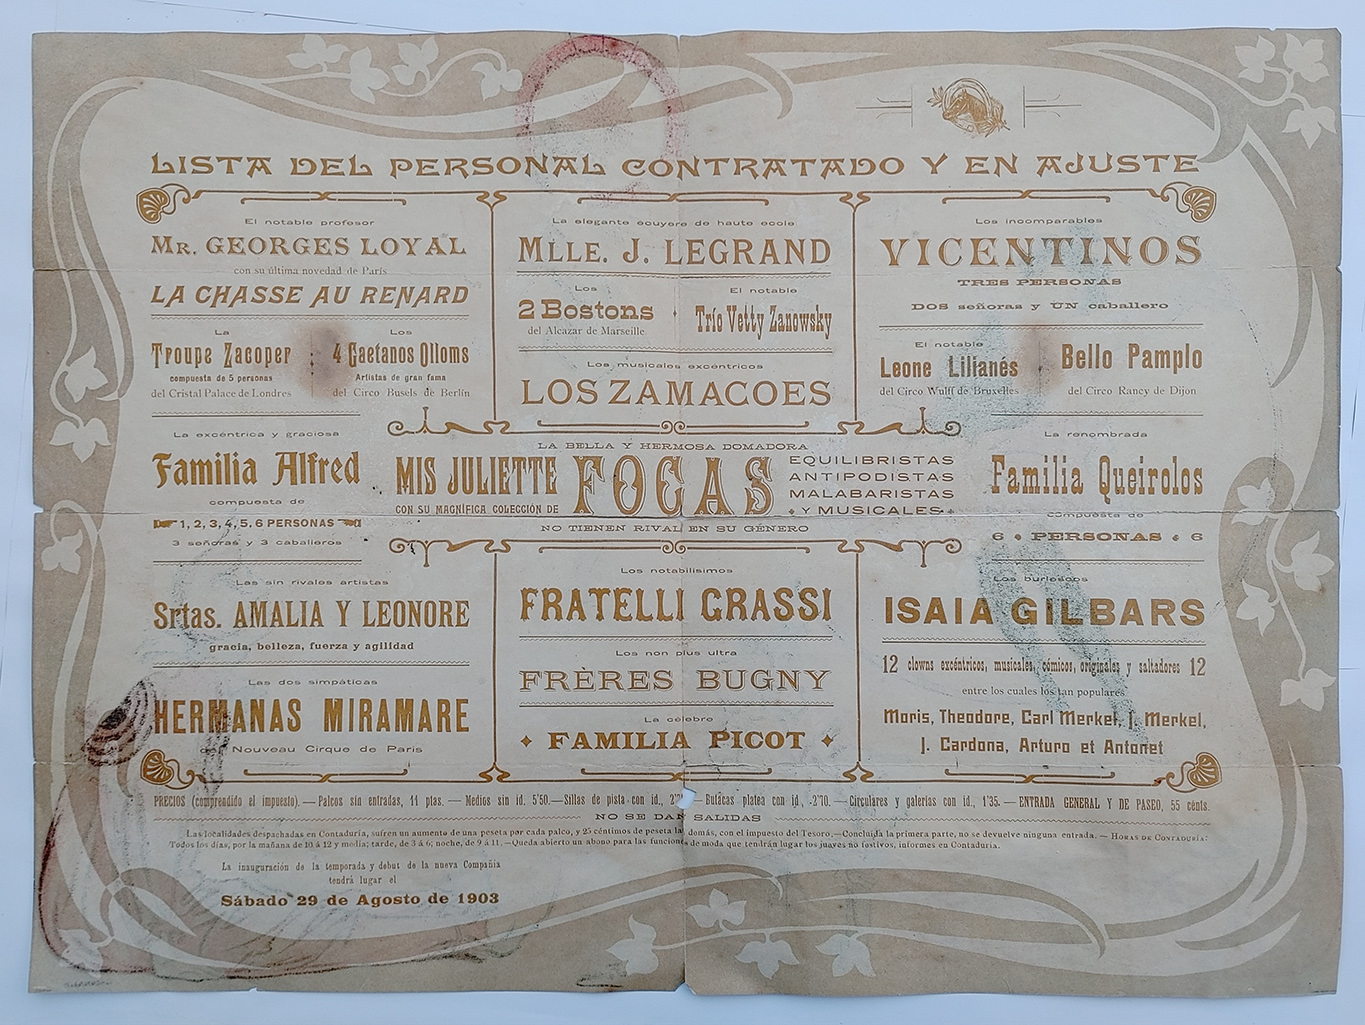 LISTA DEL PERSONAL CONTRATADO Y EN AJUSTE
El notable profesor
MR. GEORGES LOYAL
con su última novedad de París
LA CHASSE AU RENARD
La
Troupe Zacoper
compuesta de 5 personas
del Cristal Palace de Londres
Los
4 Gaetanos Olloms
Artistas de gran fama
del Circo Busels de Berlín
La elegante ecuyere de haute ecole
MLLE. J. LEGRAND
Los
2 Bostons
del Alcazar de Marseille
El notable
Trío Vetty Zanowsky
Los musicales excéntricos
LOS ZAMACOES
Los incomparables
VICENTINOS
TRES PERSONAS
DOS señoras y UN caballero
El notable
Leone Lilianés
del Circo Wulff de Bruxelles
Bello Pamplo
del Circo Rancy de Dijon
La excéntrica y graciosa
Familia Alfred
compuesta de
1, 2, 3, 4, 5, 6 PERSONAS
3 señoras y 3 caballeros
LA BELLA Y HERMOSA DOMADORA
MIS JULIETTE
CON SU MAGNÍFICA COLECCIÓN DE
FOCAS
EQUILIBRISTAS
ANTIPODISTAS
MALABARISTAS
Y MUSICALES
NO TIENEN RIVAL EN SU GÉNERO
La renombrada
Familia Queirolos
compuesta de
6 PERSONAS 6
Las sin rivales artistas
Srtas. AMALIA Y LEONORE
gracia, belleza, fuerza y agilidad
Las dos simpáticas
HERMANAS MIRAMARE
del Nouveau Cirque de Paris
Los notabilísimos
FRATELLI GRASSI
Los non plus ultra
FRÈRES BUGNY
La célebre
FAMILIA PICOT
Los burlescos
ISAIA GILBARS
12 clowns excéntricos, musicales, cómicos, originales y saltadores 12
entre los cuales los tan populares
Moris, Theodore, Carl Merkel, J. Merkel,
J. Cardona, Arturo et Antonet
PRECIOS (comprendido el impuesto).—Palcos sin entradas, 11 ptas.—Medios sin id. 5'50.—Sillas de pista con id., —Butacas platea con id., 2'70.—Circulares y galerías con id., 1'35.—ENTRADA GENERAL Y DE PASEO, 55 cénts.
NO SE DAN SALIDAS
Las localidades despachadas en Contaduría, sufren un aumento de una peseta por cada palco, y 25 céntimos de peseta las demás, con el impuesto del Tesoro.—Concluída la primera parte, no se devuelve ninguna entrada.—HORAS DE CONTADURÍA:
Todos los días, por la mañana de 10 á 12 y media; tarde, de 3 á 6; noche, de 9 á 11.—Queda abierto un abono para las funciones de moda que tendrán lugar los jueves no festivos, informes en Contaduría.
La inauguración de la temporada y debut de la nueva Compañía
tendrá lugar el
Sábado 29 de Agosto de 1903